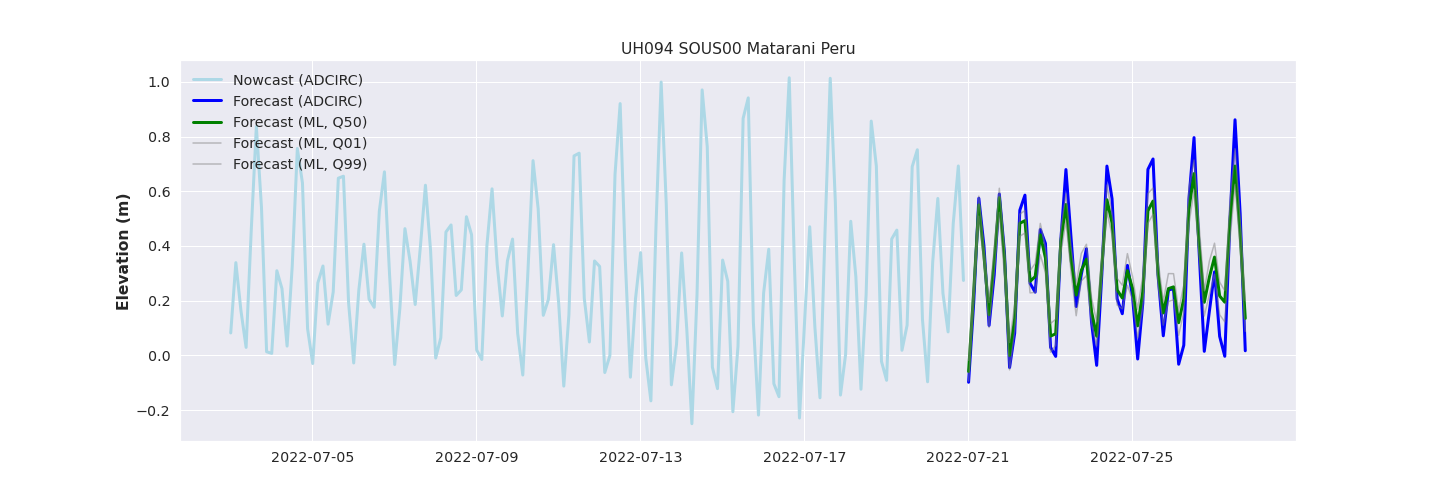 UH094 SOUS00 Matarani Peru
Nowcast (ADCIRC)
Forecast (ADCIRC)
Forecast (ML, Q50)
Forecast (ML, Q01)
Forecast (ML, Q99)
Elevation (m)
1.0
0.8
0.6
0.4
0.2
0.0
−0.2
2022-07-05 2022-07-09 2022-07-13 2022-07-17 2022-07-21 2022-07-25